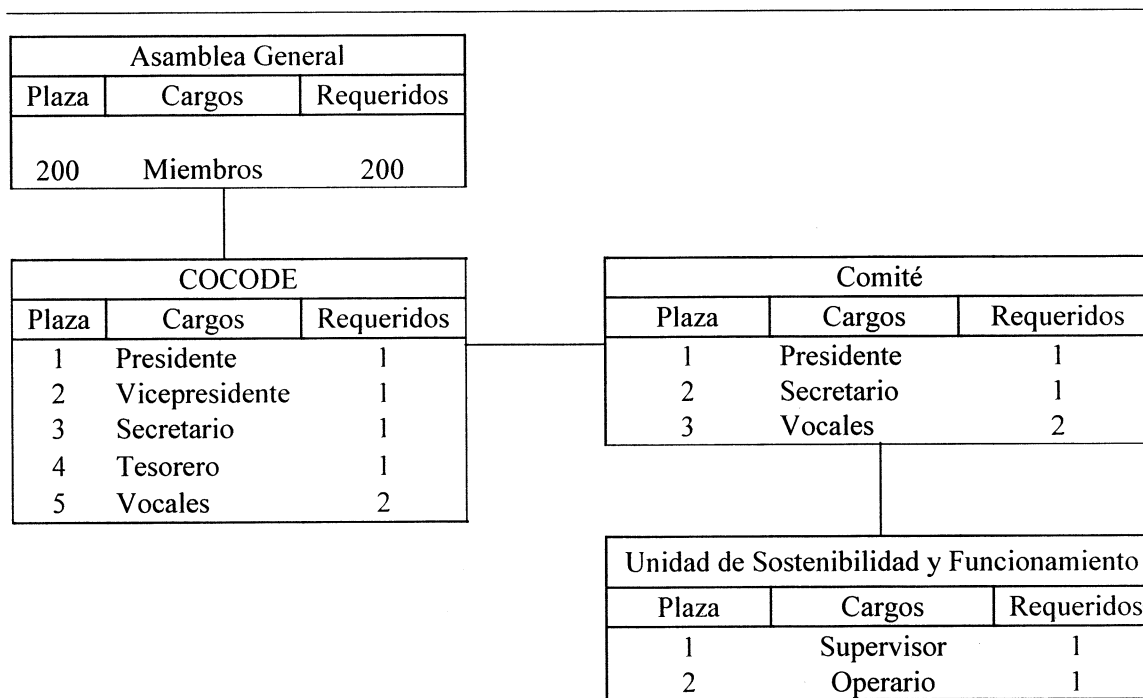 Asamblea General
Plaza Cargos Requeridos
200 Miembros 200
COCODE
Plaza Cargos Requeridos
1 Presidente 1
2 Vicepresidente 1
3 Secretario 1
4 Tesorero 1
5 Vocales 2
Comité
Plaza Cargos Requeridos
1 Presidente 1
2 Secretario 1
3 Vocales 2
Unidad de Sostenibilidad y Funcionamiento
Plaza Cargos Requeridos
1 Supervisor 1
2 Operario 1